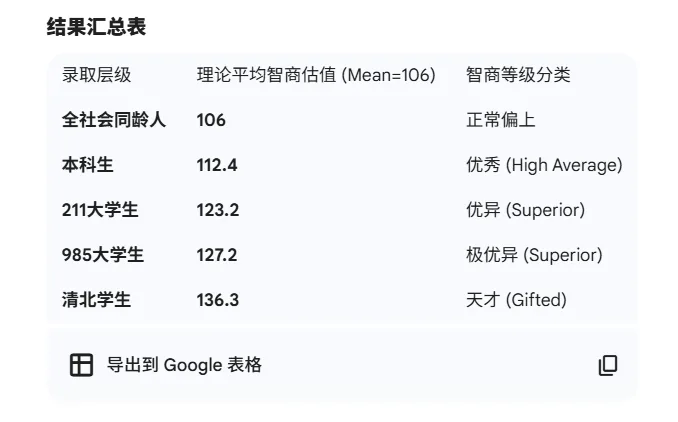 结果汇总表
录取层级 理论平均智商估值 (Mean=106) 智商等级分类
全社会同龄人 106 正常偏上
本科生 112.4 优秀 (High Average)
211大学生 123.2 优异 (Superior)
985大学生 127.2 极优异 (Superior)
清北学生 136.3 天才 (Gifted)
导出到 Google 表格